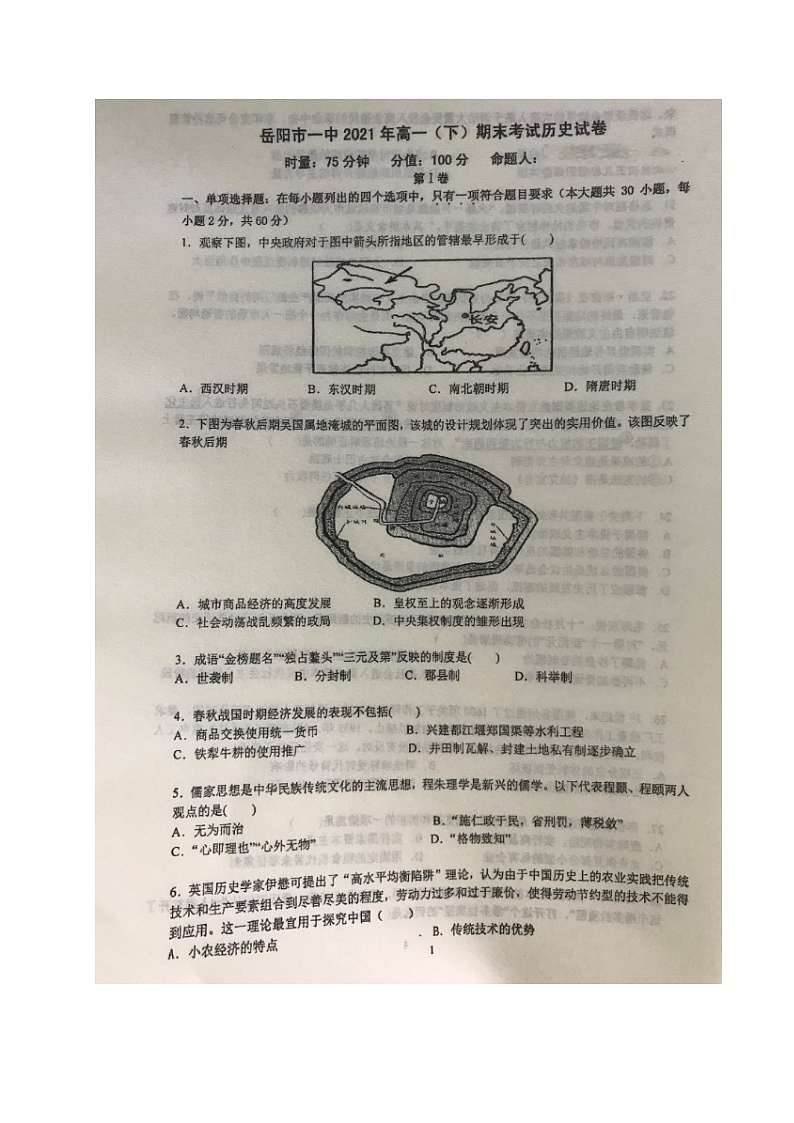 岳阳市一中 2021 年高一（下）期末考试历史试卷
时量：75 分钟 分值：100 分 命题人：
第 I 卷
一、单项选择题：在每小题列出的四个选项中，只有一项符合题目要求（本大题共 30 小题，每
小题 2 分，共 60 分）
1．观察下图，中央政府对于图中箭头所指地区的管辖最早形成于( )
长安
A．西汉时期 B．东汉时期 C．南北朝时期 D．隋唐时期
2．下图为春秋后期吴国属地淹城的平面图，该城的设计规划体现了突出的实用价值。该图反映了
春秋后期
A．城市商品经济的高度发展 B．皇权至上的观念逐渐形成
C．社会动荡战乱频繁的政局 D．中央集权制度的雏形出现
3．成语“金榜题名”“独占鳌头”“三元及第”反映的制度是( )
A．世袭制 B．分封制 C．郡县制 D．科举制
4．春秋战国时期经济发展的表现不包括( )
A．商品交换使用统一货币 B．兴建都江堰郑国渠等水利工程
C．铁犁牛耕的使用推广 D．井田制瓦解、封建土地私有制逐步确立
5．儒家思想是中华民族传统文化的主流思想，程朱理学是新兴的儒学。以下代表程颢、程颐两人
观点的是( )
A．无为而治 B．“施仁政于民，省刑罚，薄税敛”
C．“心即理也”“心外无物” D．“格物致知”
6．英国历史学家伊懋可提出了“高水平均衡陷阱”理论，认为由于中国历史上的农业实践把传统
技术和生产要素组合到尽善尽美的程度，劳动力过多和过于廉价，使得劳动节约型的技术不能得
到应用。这一理论最宜用于探究中国（ ）
A．小农经济的特点 B．传统技术的优势
1